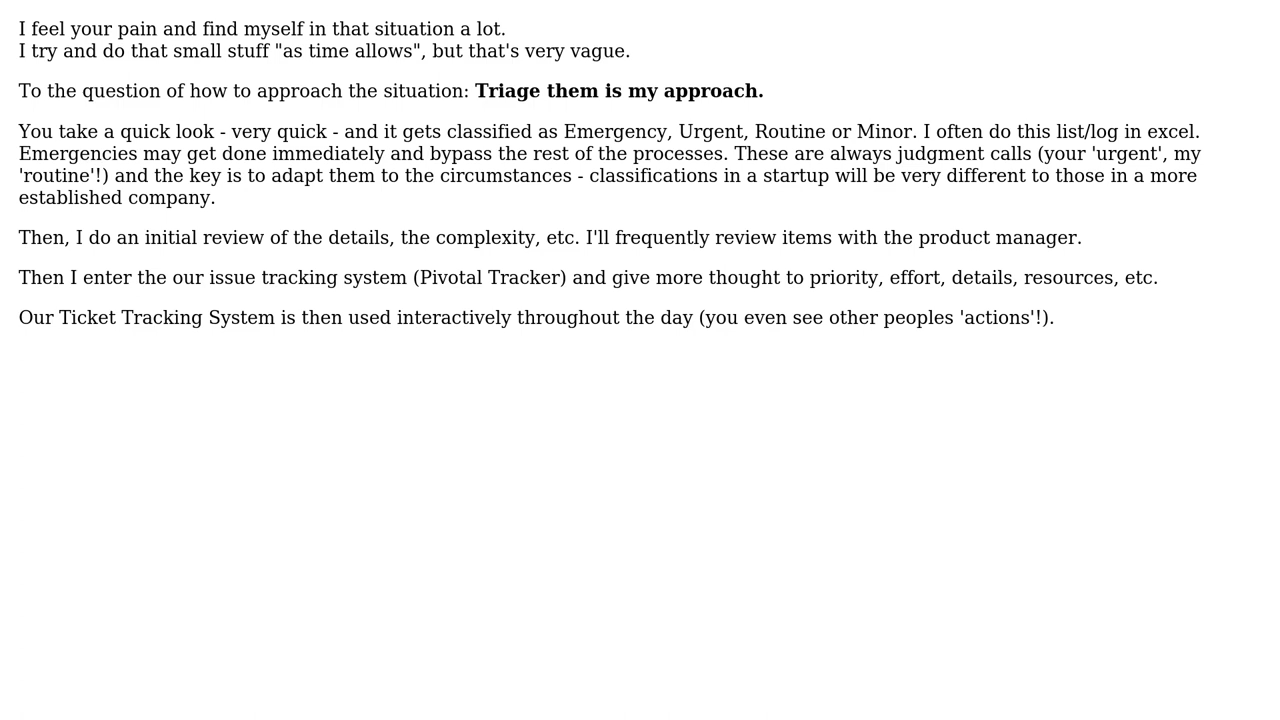 I feel your pain and find myself in that situation a lot.
I try and do that small stuff "as time allows", but that's very vague.
To the question of how to approach the situation: Triage them is my approach.
You take a quick look - very quick - and it gets classified as Emergency, Urgent, Routine or Minor. I often do this list/log in excel.
Emergencies may get done immediately and bypass the rest of the processes. These are always judgment calls (your 'urgent', my
'routine'!) and the key is to adapt them to the circumstances - classifications in a startup will be very different to those in a more
established company.
Then, I do an initial review of the details, the complexity, etc. I'll frequently review items with the product manager.
Then I enter the our issue tracking system (Pivotal Tracker) and give more thought to priority, effort, details, resources, etc.
Our Ticket Tracking System is then used interactively throughout the day (you even see other peoples 'actions'!).